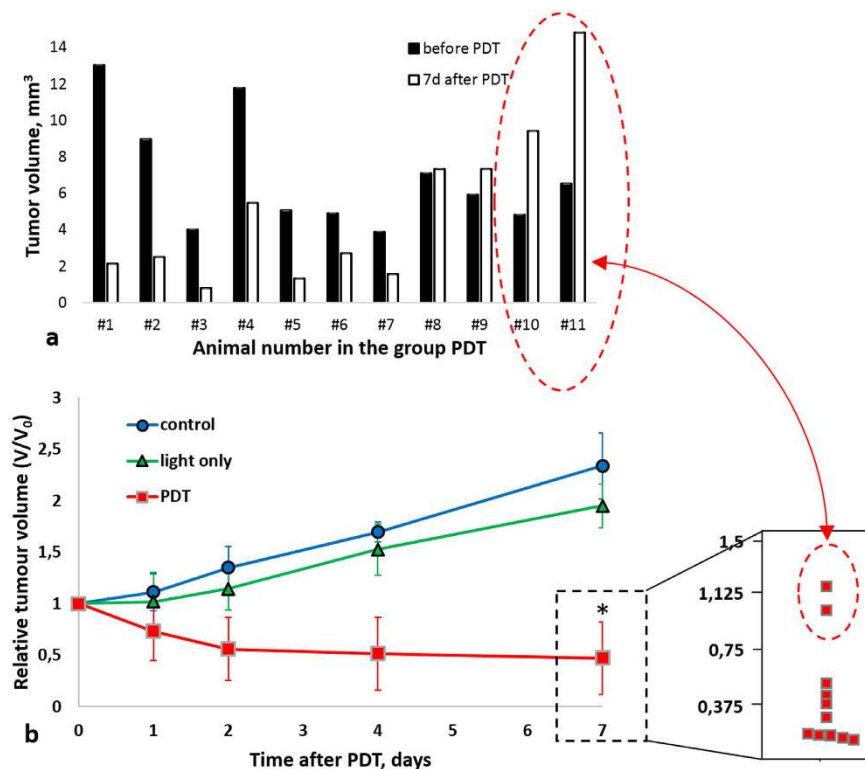 14
12
10
8
6
4
2
0
Tumor volume, mm³
before PDT
7d after PDT
#1 #2 #3 #4 #5 #6 #7 #8 #9 #10 #11
a
Animal number in the group PDT
3
2,5
2
1,5
1
0,5
0
Relative tumour volume (V/V₀)
control
light only
PDT
*
0 1 2 3 4 5 6 7
b
Time after PDT, days
1,5
1,125
0,75
0,375